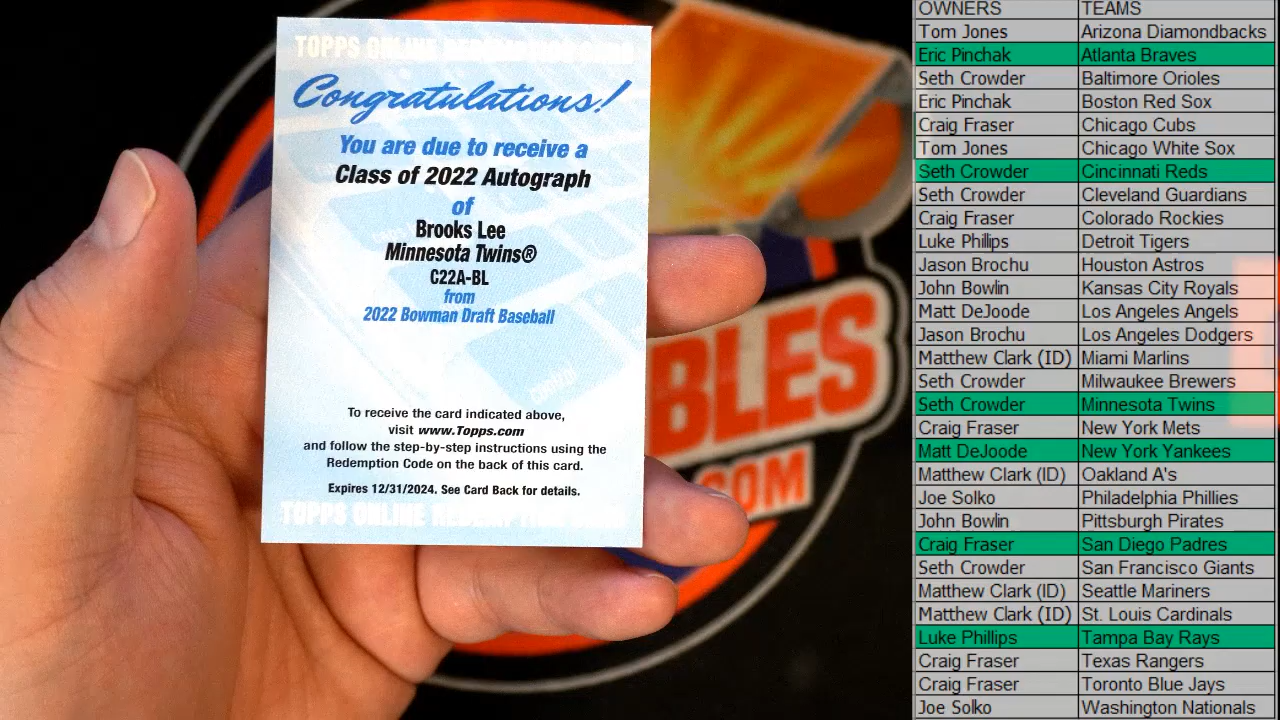 TOPPS ONLINE REDEMPTION CARD
Congratulations!
You are due to receive a
Class of 2022 Autograph
of
Brooks Lee
Minnesota Twins®
C22A-BL
from
2022 Bowman Draft Baseball
To receive the card indicated above,
visit www.Topps.com
and follow the step-by-step instructions using the
Redemption Code on the back of this card.
Expires 12/31/2024. See Card Back for details.
TOPPS ONLINE REDEMPTION CARD
BLES
.COM
OWNERS TEAMS
Tom Jones Arizona Diamondbacks
Eric Pinchak Atlanta Braves
Seth Crowder Baltimore Orioles
Eric Pinchak Boston Red Sox
Craig Fraser Chicago Cubs
Tom Jones Chicago White Sox
Seth Crowder Cincinnati Reds
Seth Crowder Cleveland Guardians
Craig Fraser Colorado Rockies
Luke Phillips Detroit Tigers
Jason Brochu Houston Astros
John Bowlin Kansas City Royals
Matt DeJoode Los Angeles Angels
Jason Brochu Los Angeles Dodgers
Matthew Clark (ID) Miami Marlins
Seth Crowder Milwaukee Brewers
Seth Crowder Minnesota Twins
Craig Fraser New York Mets
Matt DeJoode New York Yankees
Matthew Clark (ID) Oakland A's
Joe Solko Philadelphia Phillies
John Bowlin Pittsburgh Pirates
Craig Fraser San Diego Padres
Seth Crowder San Francisco Giants
Matthew Clark (ID) Seattle Mariners
Matthew Clark (ID) St. Louis Cardinals
Luke Phillips Tampa Bay Rays
Craig Fraser Texas Rangers
Craig Fraser Toronto Blue Jays
Joe Solko Washington Nationals